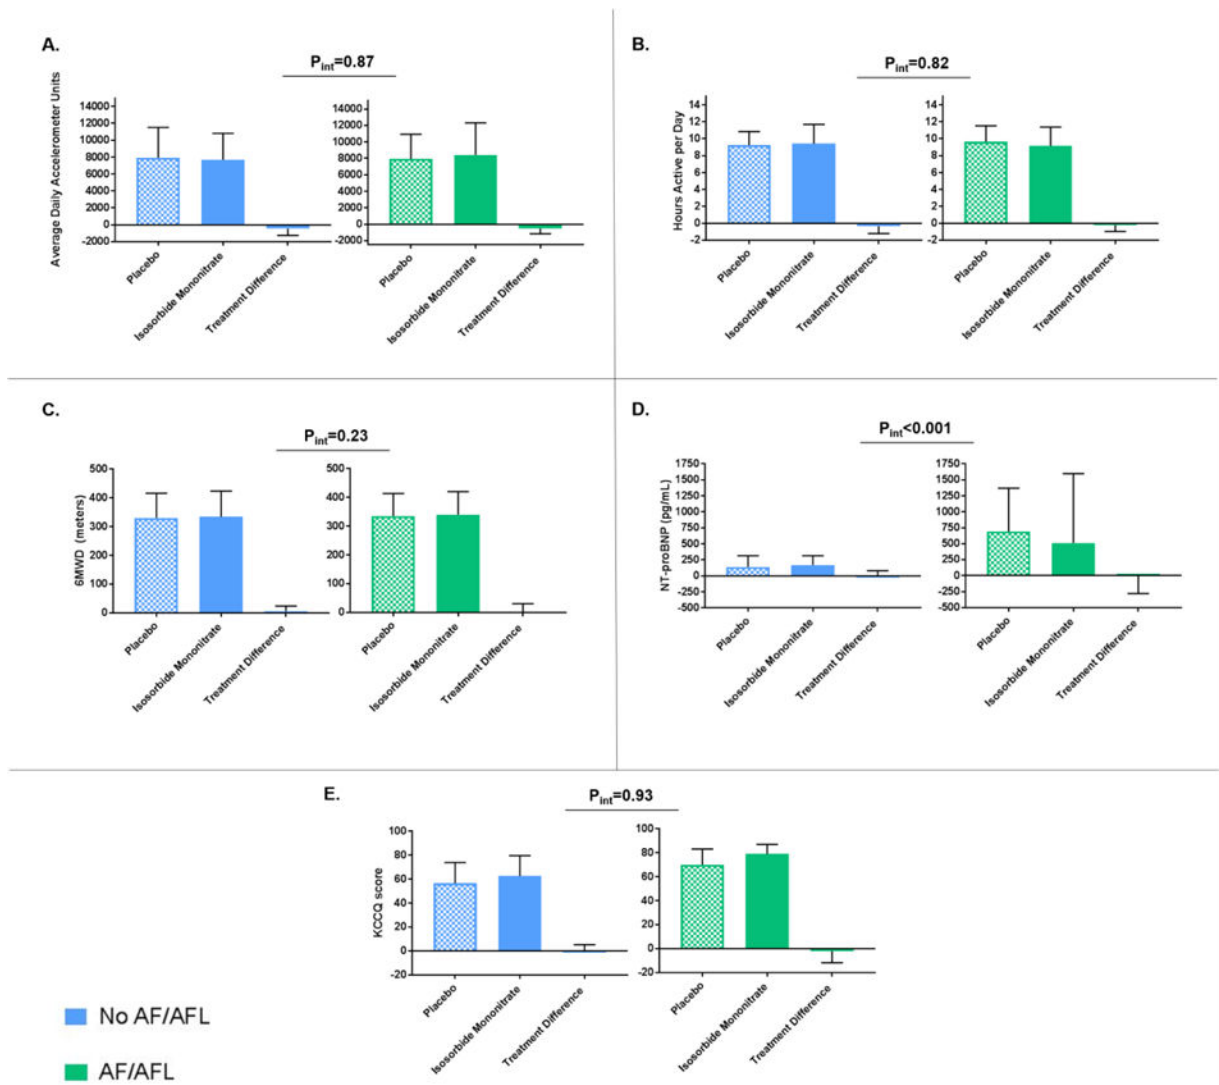 A.
P_int=0.87
Average Daily Accelerometer Units
14000
12000
10000
8000
6000
4000
2000
0
-2000
Placebo
Isosorbide Mononitrate
Treatment Difference
14000
12000
10000
8000
6000
4000
2000
0
-2000
Placebo
Isosorbide Mononitrate
Treatment Difference
B.
P_int=0.82
Hours Active per Day
14
12
10
8
6
4
2
0
-2
Placebo
Isosorbide Mononitrate
Treatment Difference
14
12
10
8
6
4
2
0
-2
Placebo
Isosorbide Mononitrate
Treatment Difference
C.
P_int=0.23
6MWD (meters)
500
400
300
200
100
0
Placebo
Isosorbide Mononitrate
Treatment Difference
500
400
300
200
100
0
Placebo
Isosorbide Mononitrate
Treatment Difference
D.
P_int<0.001
NT-proBNP (pg/mL)
1750
1500
1250
1000
750
500
250
0
-250
-500
Placebo
Isosorbide Mononitrate
Treatment Difference
1750
1500
1250
1000
750
500
250
0
-250
-500
Placebo
Isosorbide Mononitrate
Treatment Difference
E.
P_int=0.93
KCCQ score
100
80
60
40
20
0
-20
Placebo
Isosorbide Mononitrate
Treatment Difference
100
80
60
40
20
0
-20
Placebo
Isosorbide Mononitrate
Treatment Difference
No AF/AFL
AF/AFL